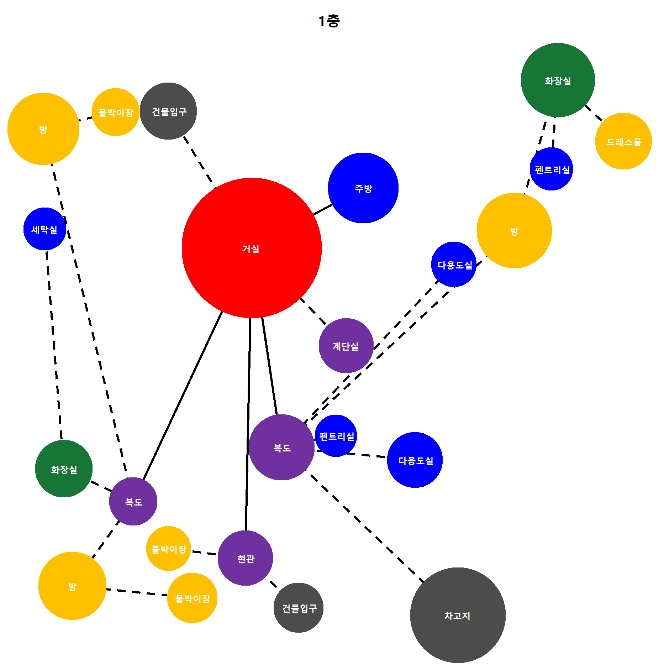 1층
화장실
붙박이장
건물입구
방
드레스룸
펜트리실
주방
세탁실
방
거실
다용도실
계단실
펜트리실
복도
다용도실
화장실
복도
붙박이장
현관
방
붙박이장
건물입구
차고지